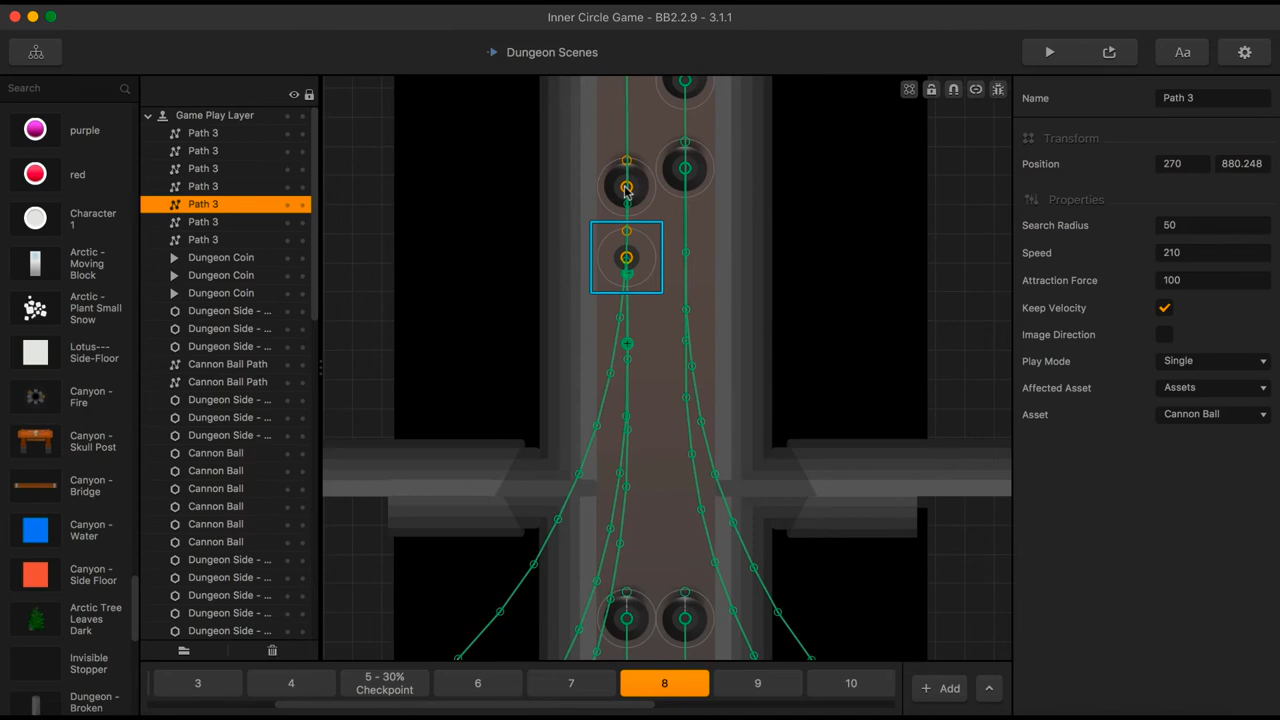 Inner Circle Game - BB2.2.9 - 3.1.1
Dungeon Scenes
Aa
Search
purple
red
Character
1
Arctic -
Moving
Block
Arctic -
Plant Small
Snow
Lotus---
Side-Floor
Canyon -
Fire
Canyon -
Skull Post
Canyon -
Bridge
Canyon -
Water
Canyon -
Side Floor
Arctic Tree
Leaves
Dark
Invisible
Stopper
Dungeon -
Broken
Game Play Layer
Path 3
Path 3
Path 3
Path 3
Path 3
Path 3
Path 3
Dungeon Coin
Dungeon Coin
Dungeon Coin
Dungeon Side - ...
Dungeon Side - ...
Dungeon Side - ...
Cannon Ball Path
Cannon Ball Path
Dungeon Side - ...
Dungeon Side - ...
Dungeon Side - ...
Cannon Ball
Cannon Ball
Cannon Ball
Cannon Ball
Cannon Ball
Cannon Ball
Dungeon Side - ...
Dungeon Side - ...
Dungeon Side - ...
Dungeon Side - ...
Dungeon Side - ...
Name Path 3
Transform
Position 270 880.248
Properties
Search Radius 50
Speed 210
Attraction Force 100
Keep Velocity
Image Direction
Play Mode Single
Affected Asset Assets
Asset Cannon Ball
3
4
5 - 30%
Checkpoint
6
7
8
9
10
+ Add